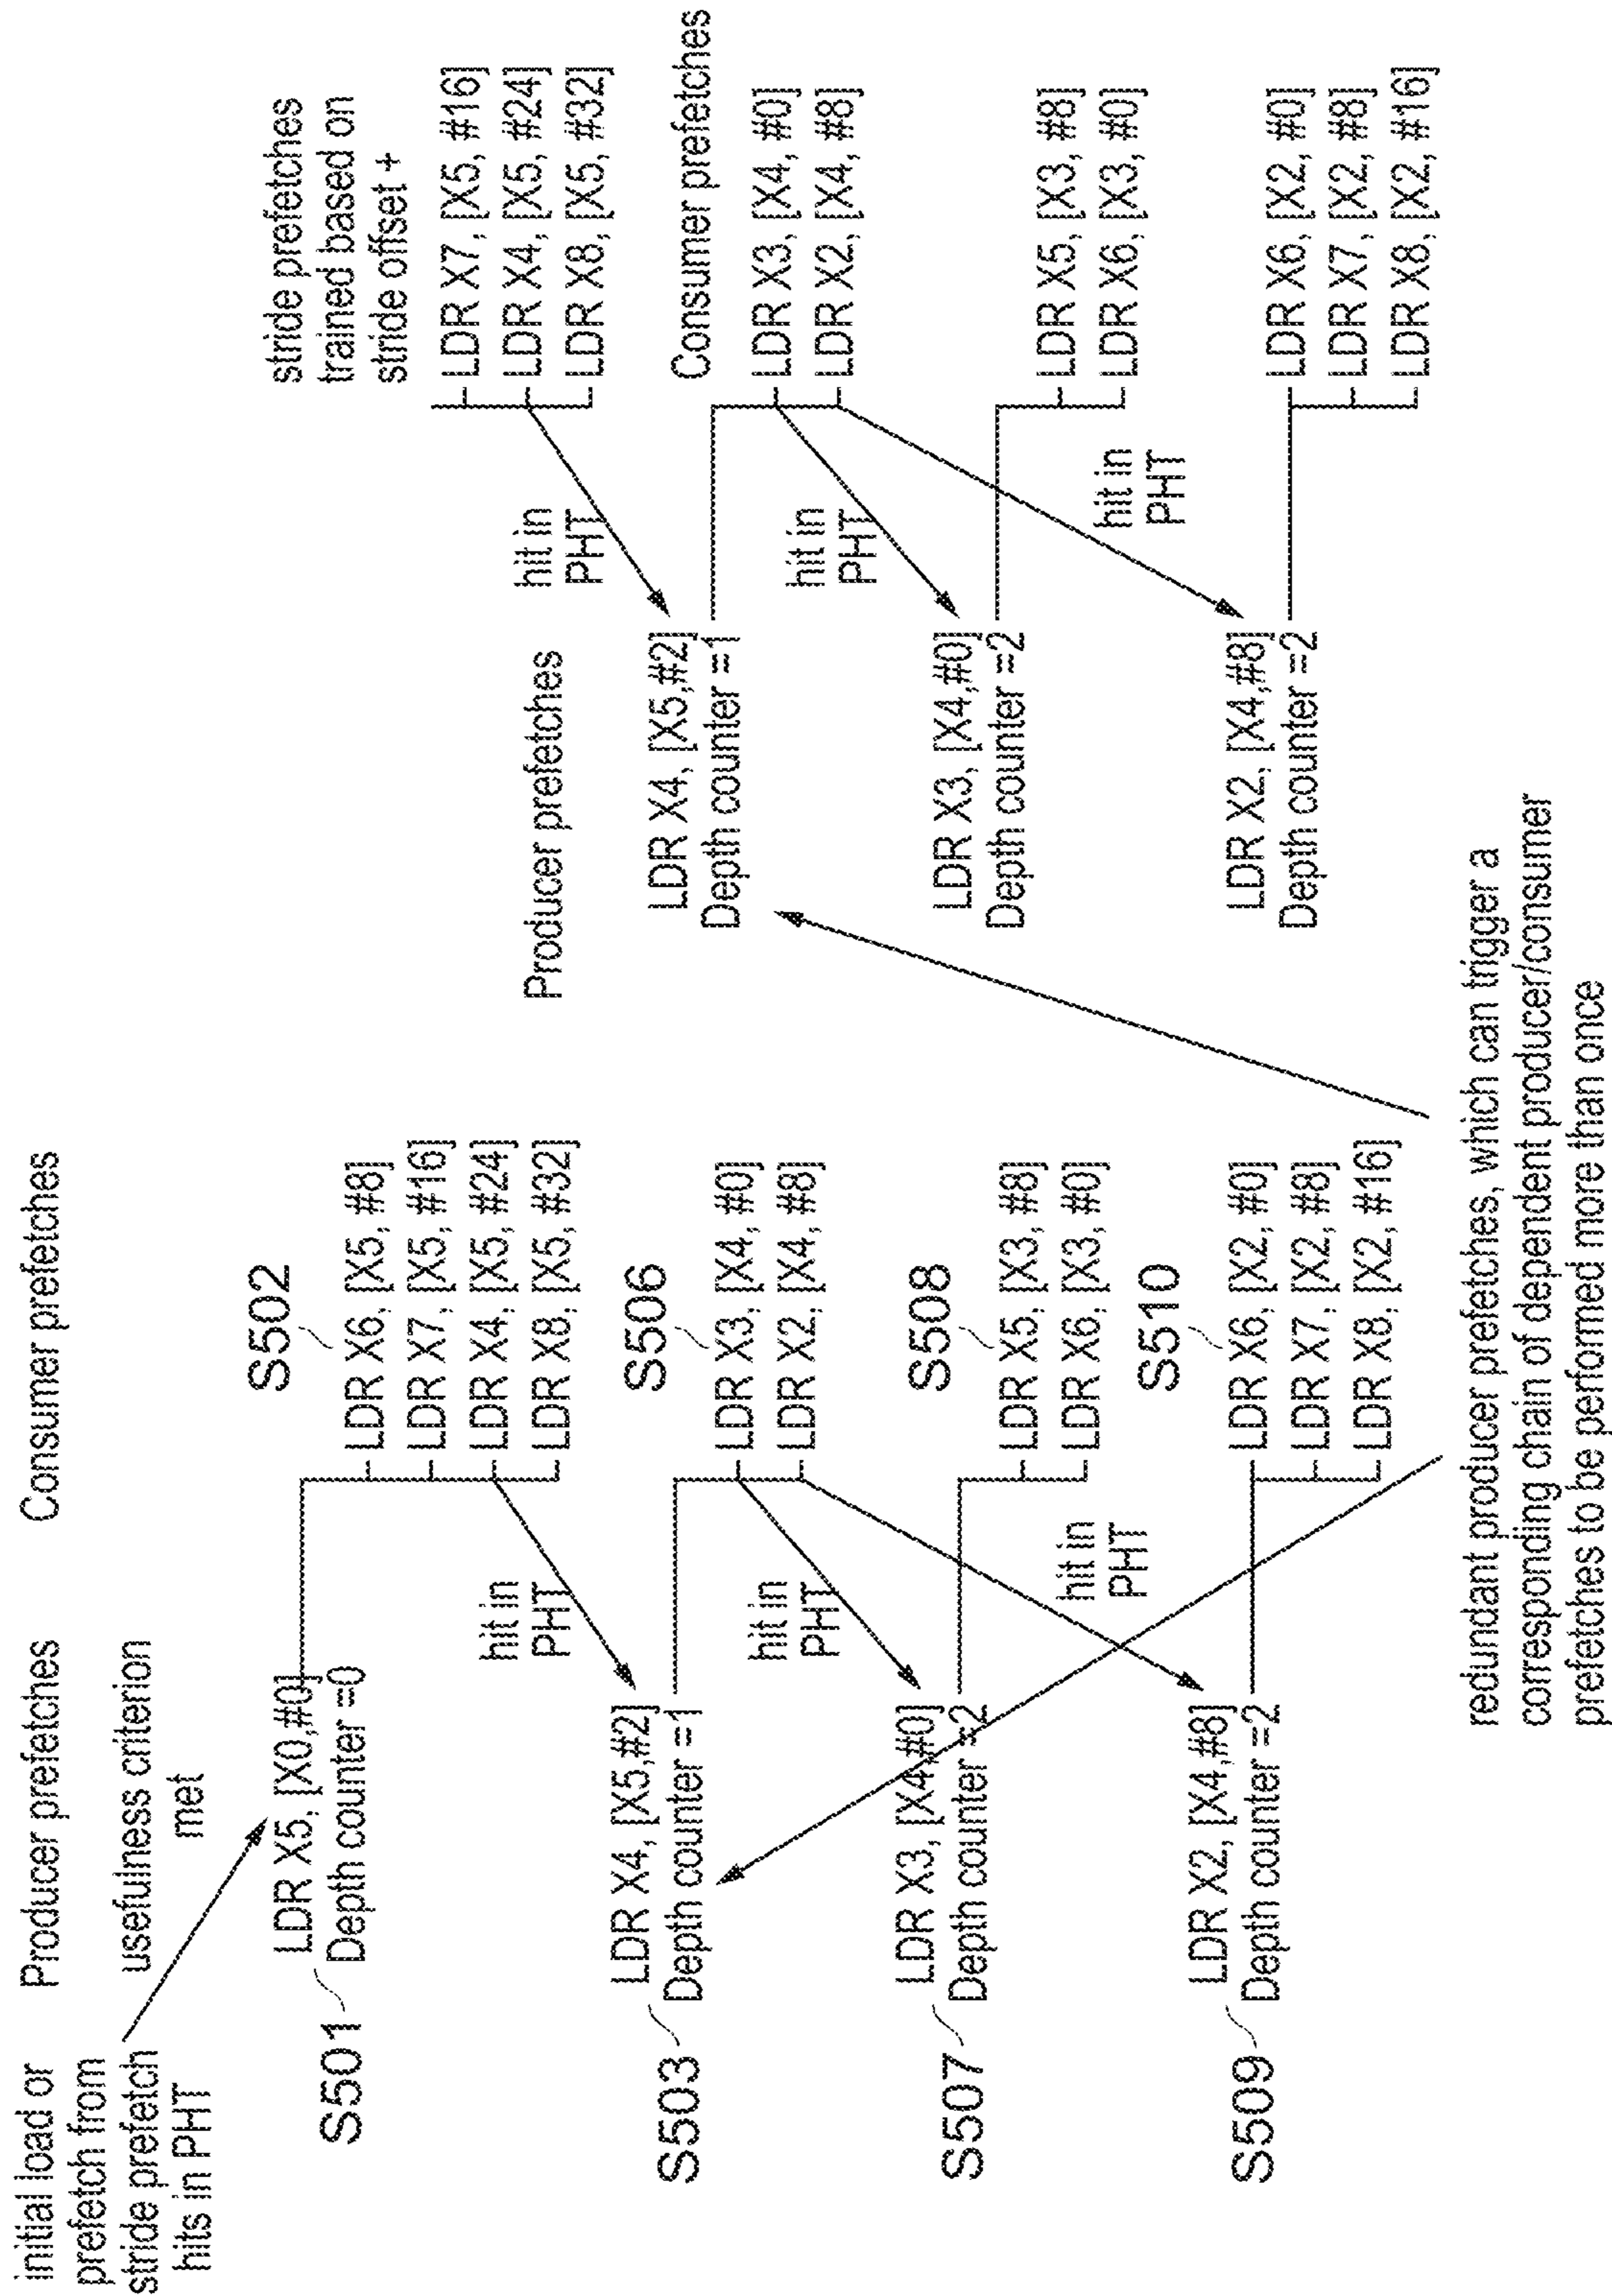 initial load or
prefetch from
stride prefetch
hits in PHT
Producer prefetches
usefulness criterion
met
Consumer prefetches
S501
LDR X5, [X0,#0]
Depth counter =0
S502
LDR X6, [X5, #8]
LDR X7, [X5, #16]
LDR X4, [X5, #24]
LDR X8, [X5, #32]
hit in
PHT
S503
LDR X4, [X5,#2]
Depth counter =1
S506
LDR X3, [X4, #0]
LDR X2, [X4, #8]
hit in
PHT
S507
LDR X3, [X4,#0]
Depth counter =2
S508
LDR X5, [X3, #8]
LDR X6, [X3, #0]
hit in
PHT
S509
LDR X2, [X4,#8]
Depth counter =2
S510
LDR X6, [X2, #0]
LDR X7, [X2, #8]
LDR X8, [X2, #16]
stride prefetches
trained based on
stride offset +
LDR X7, [X5, #16]
LDR X4, [X5, #24]
LDR X8, [X5, #32]
hit in
PHT
Producer prefetches
Consumer prefetches
LDR X4, [X5,#2]
Depth counter =1
LDR X3, [X4, #0]
LDR X2, [X4, #8]
hit in
PHT
LDR X3, [X4,#0]
Depth counter =2
LDR X5, [X3, #8]
LDR X6, [X3, #0]
hit in
PHT
LDR X2, [X4,#8]
Depth counter =2
LDR X6, [X2, #0]
LDR X7, [X2, #8]
LDR X8, [X2, #16]
redundant producer prefetches, which can trigger a
corresponding chain of dependent producer/consumer
prefetches to be performed more than once